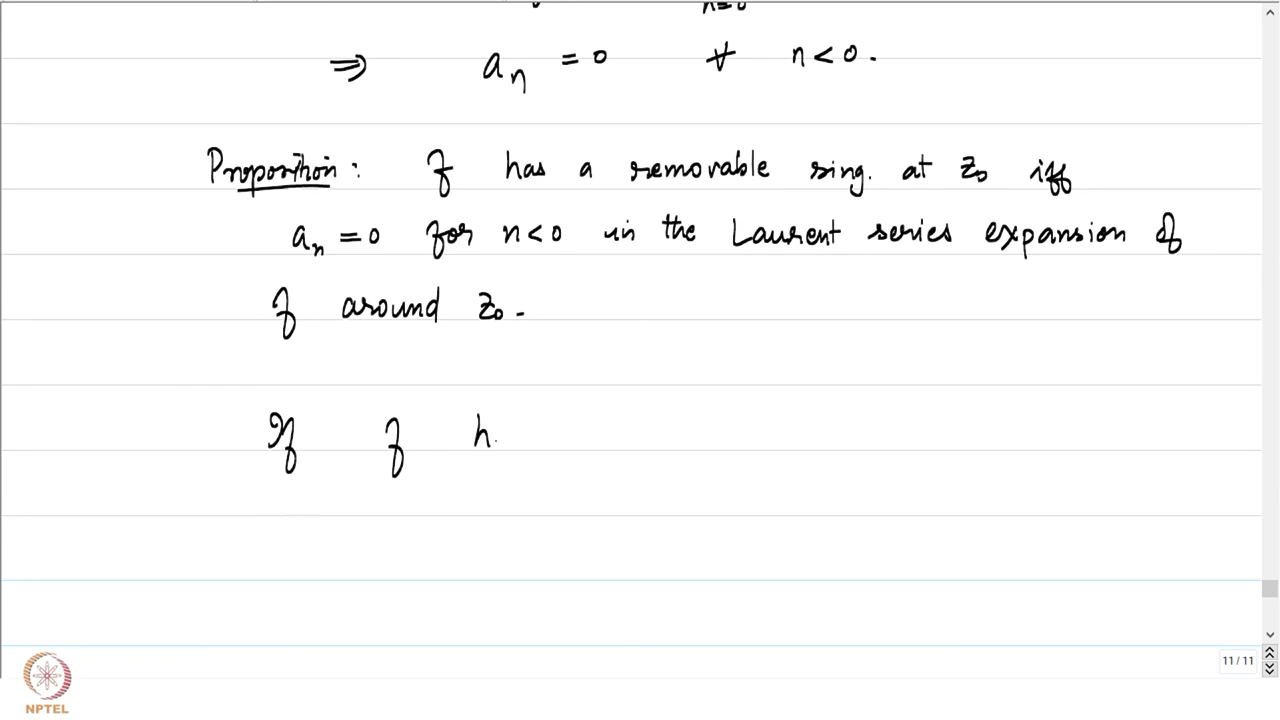 ⇒ aₙ = 0 ∀ n < 0.
Proposition: f has a removable sing. at z₀ iff
aₙ = 0 for n < 0 in the Laurent series expansion of
f around z₀.
If f h
11 / 11
NPTEL